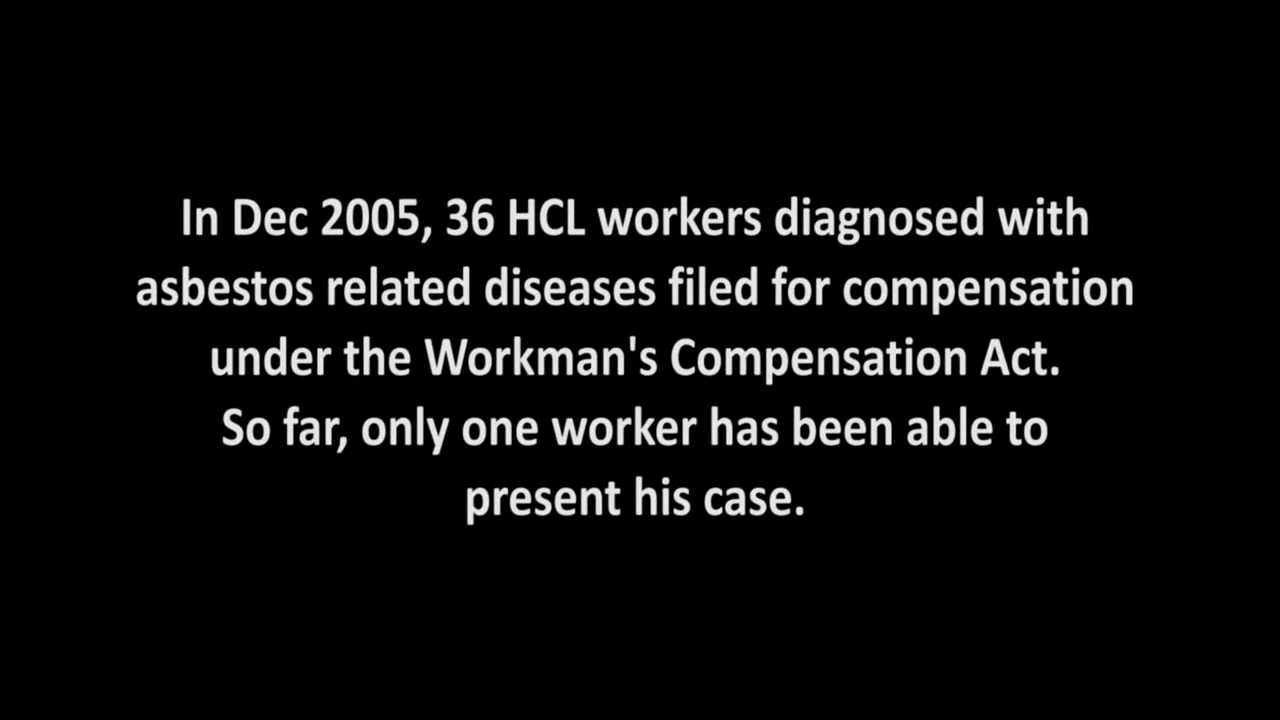 In Dec 2005, 36 HCL workers diagnosed with
asbestos related diseases filed for compensation
under the Workman's Compensation Act.
So far, only one worker has been able to
present his case.